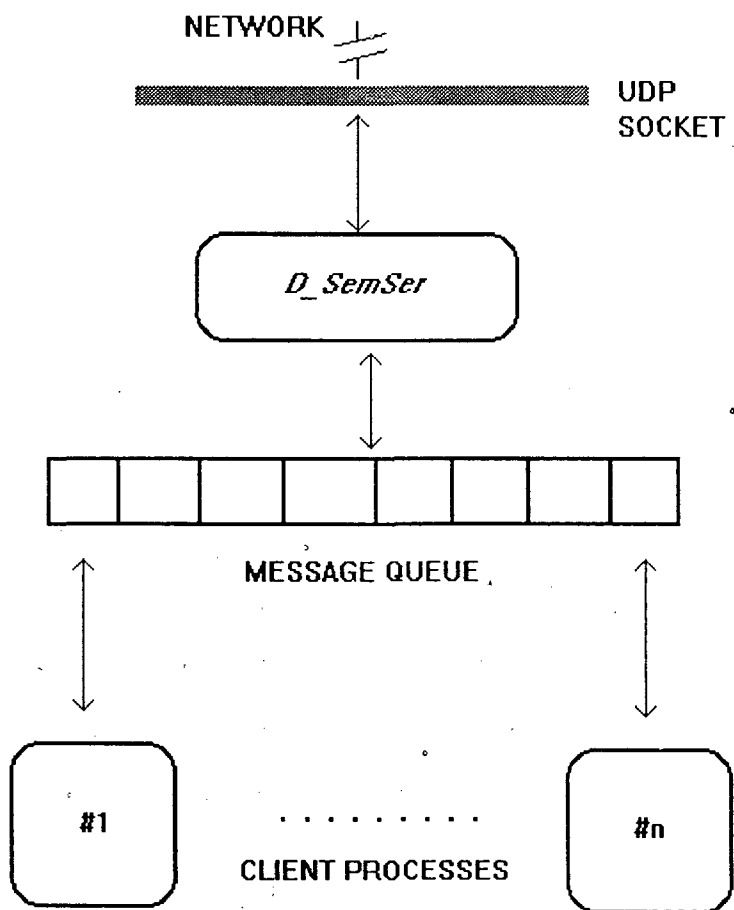 NETWORK
UDP
SOCKET
D_SemSer
MESSAGE QUEUE
#1
#n
. . . . . . . . .
CLIENT PROCESSES